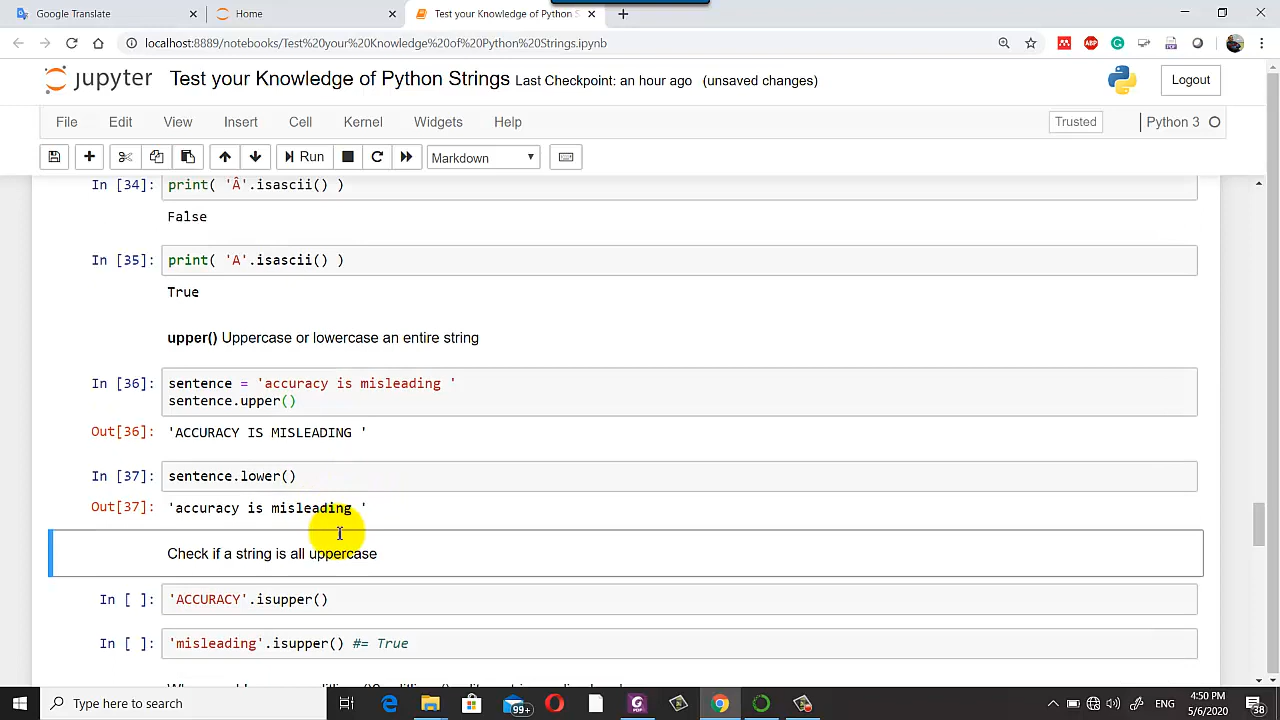 Google Translate
Home
Test your Knowledge of Python S
localhost:8889/notebooks/Test%20your%20Knowledge%20of%20Python%20Strings.ipynb
ABP
jupyter Test your Knowledge of Python Strings Last Checkpoint: an hour ago (unsaved changes)
Logout
File Edit View Insert Cell Kernel Widgets Help
Trusted
Python 3
Run
Markdown
In [34]: print( 'Â'.isascii() )
False
In [35]: print( 'A'.isascii() )
True
upper() Uppercase or lowercase an entire string
In [36]: sentence = 'accuracy is misleading '
sentence.upper()
Out[36]: 'ACCURACY IS MISLEADING '
In [37]: sentence.lower()
Out[37]: 'accuracy is misleading '
Check if a string is all uppercase
In [ ]: 'ACCURACY'.isupper()
In [ ]: 'misleading'.isupper() #= True
Type here to search
99+
ENG
4:50 PM
5/6/2020
38